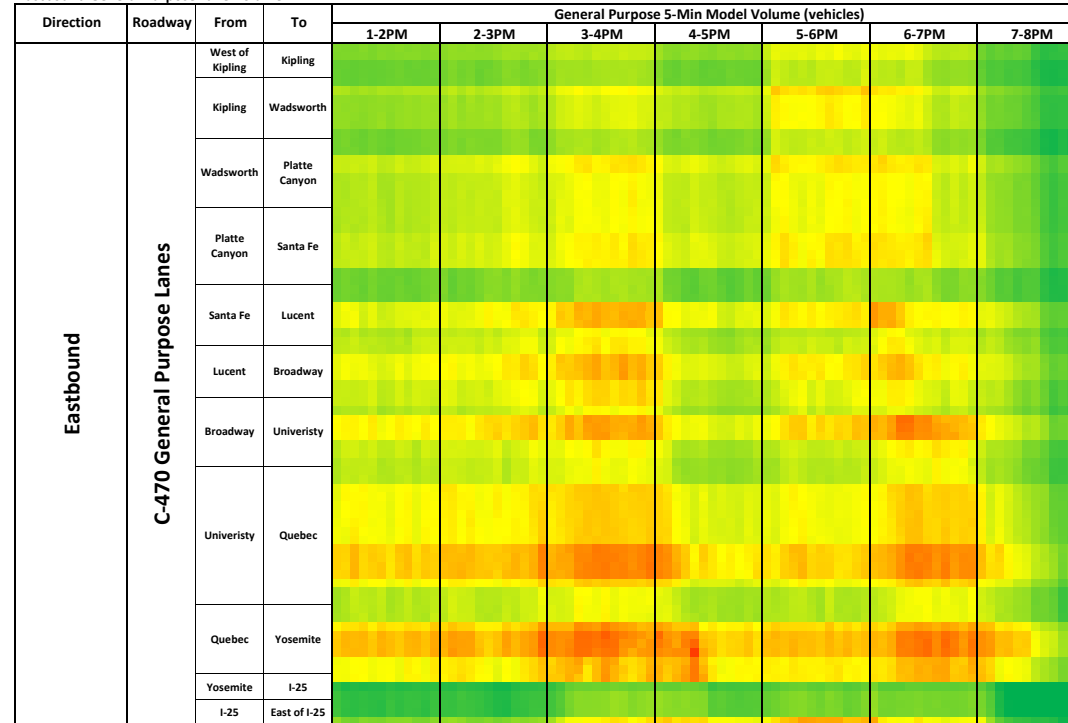 Direction Roadway From To General Purpose 5-Min Model Volume (vehicles)
1-2PM 2-3PM 3-4PM 4-5PM 5-6PM 6-7PM 7-8PM
Eastbound
C-470 General Purpose Lanes
West of
Kipling Kipling
Kipling Wadsworth
Wadsworth Platte
Canyon
Platte
Canyon Santa Fe
Santa Fe Lucent
Lucent Broadway
Broadway Univeristy
Univeristy Quebec
Quebec Yosemite
Yosemite I-25
I-25 East of I-25